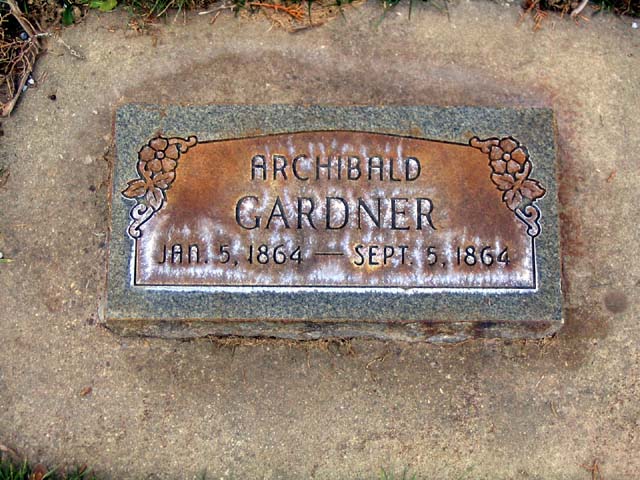 ARCHIBALD
GARDNER
JAN. 5, 1864 — SEPT. 5, 1864